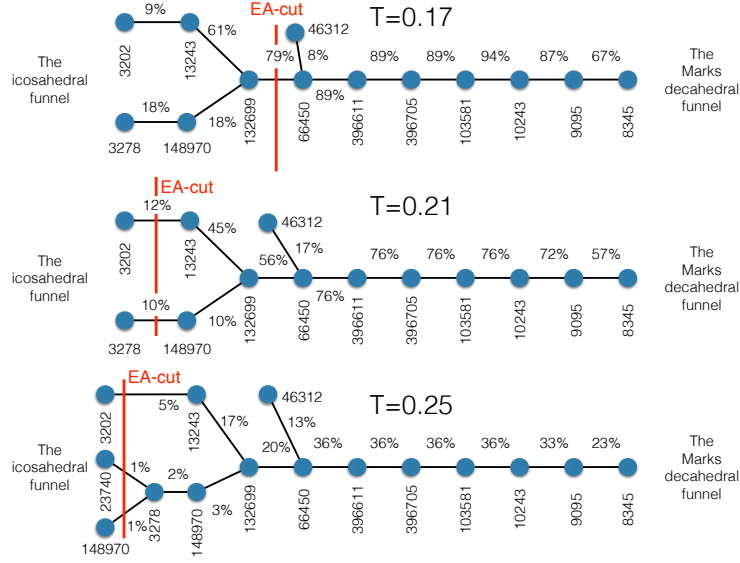 EA-cut
46312
T=0.17
The
icosahedral
funnel
9%
61%
79%
8%
89%
89%
94%
87%
67%
The
Marks
decahedral
funnel
3202
13243
18%
18%
89%
132699
66450
396611
396705
103581
10243
9095
8345
3278
148970
EA-cut
T=0.21
46312
The
icosahedral
funnel
12%
45%
56%
17%
76%
76%
76%
72%
57%
The
Marks
decahedral
funnel
3202
13243
10%
10%
76%
132699
66450
396611
396705
103581
10243
9095
8345
3278
148970
EA-cut
T=0.25
46312
The
icosahedral
funnel
5%
17%
20%
13%
36%
36%
36%
36%
33%
23%
The
Marks
decahedral
funnel
3202
13243
1%
2%
3%
1%
23740
3278
148970
132699
66450
396611
396705
103581
10243
9095
8345
148970